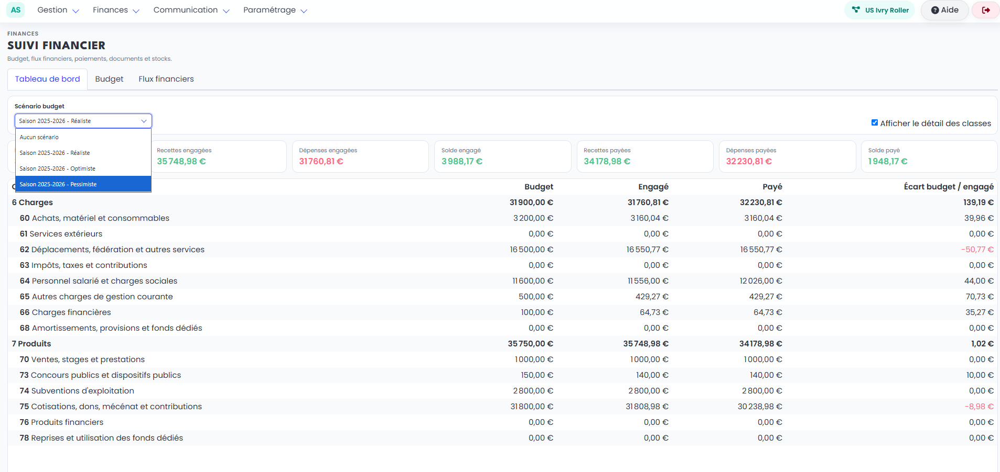 AS Gestion Finances Communication Paramétrage US Ivry Roller Aide
FINANCES
SUIVI FINANCIER
Budget, flux financiers, paiements, documents et stocks.
Tableau de bord Budget Flux financiers
Scénario budget
Saison 2025-2026 - Réaliste
Afficher le détail des classes
Aucun scénario
Saison 2025-2026 - Réaliste
Saison 2025-2026 - Optimiste
Saison 2025-2026 - Pessimiste
Recettes engagées
35 748,98 €
Dépenses engagées
31 760,81 €
Solde engagé
3 988,17 €
Recettes payées
34 178,98 €
Dépenses payées
32 230,81 €
Solde payé
1 948,17 €
Budget Engagé Payé Écart budget / engagé
6 Charges 31 900,00 € 31 760,81 € 32 230,81 € 139,19 €
60 Achats, matériel et consommables 3 200,00 € 3 160,04 € 3 160,04 € 39,96 €
61 Services extérieurs 0,00 € 0,00 € 0,00 € 0,00 €
62 Déplacements, fédération et autres services 16 500,00 € 16 550,77 € 16 550,77 € -50,77 €
63 Impôts, taxes et contributions 0,00 € 0,00 € 0,00 € 0,00 €
64 Personnel salarié et charges sociales 11 600,00 € 11 556,00 € 12 026,00 € 44,00 €
65 Autres charges de gestion courante 500,00 € 429,27 € 429,27 € 70,73 €
66 Charges financières 100,00 € 64,73 € 64,73 € 35,27 €
68 Amortissements, provisions et fonds dédiés 0,00 € 0,00 € 0,00 € 0,00 €
7 Produits 35 750,00 € 35 748,98 € 34 178,98 € 1,02 €
70 Ventes, stages et prestations 1 000,00 € 1 000,00 € 1 000,00 € 0,00 €
73 Concours publics et dispositifs publics 150,00 € 140,00 € 140,00 € 10,00 €
74 Subventions d'exploitation 2 800,00 € 2 800,00 € 2 800,00 € 0,00 €
75 Cotisations, dons, mécénat et contributions 31 800,00 € 31 808,98 € 30 238,98 € -8,98 €
76 Produits financiers 0,00 € 0,00 € 0,00 € 0,00 €
78 Reprises et utilisation des fonds dédiés 0,00 € 0,00 € 0,00 € 0,00 €